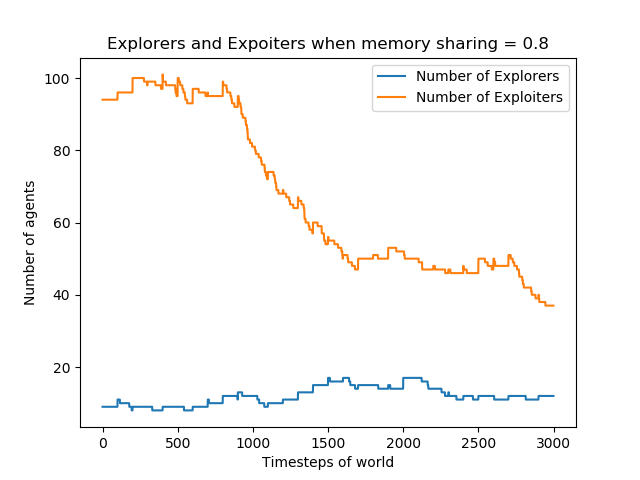 Explorers and Expoiters when memory sharing = 0.8
Number of Explorers
Number of Exploiters
Number of agents
100
80
60
40
20
0
500
1000
1500
2000
2500
3000
Timesteps of world